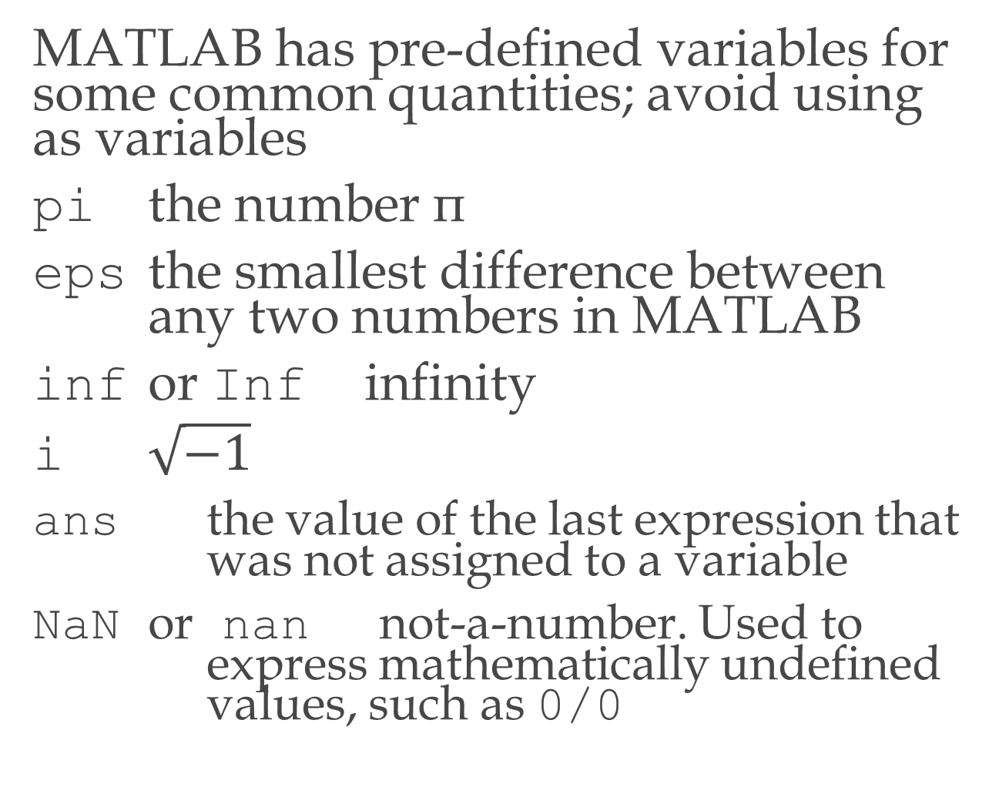 MATLAB has pre-defined variables for
some common quantities; avoid using
as variables
pi the number π
eps the smallest difference between
any two numbers in MATLAB
inf or Inf infinity
i √−1
ans the value of the last expression that
was not assigned to a variable
NaN or nan not-a-number. Used to
express mathematically undefined
values, such as 0/0